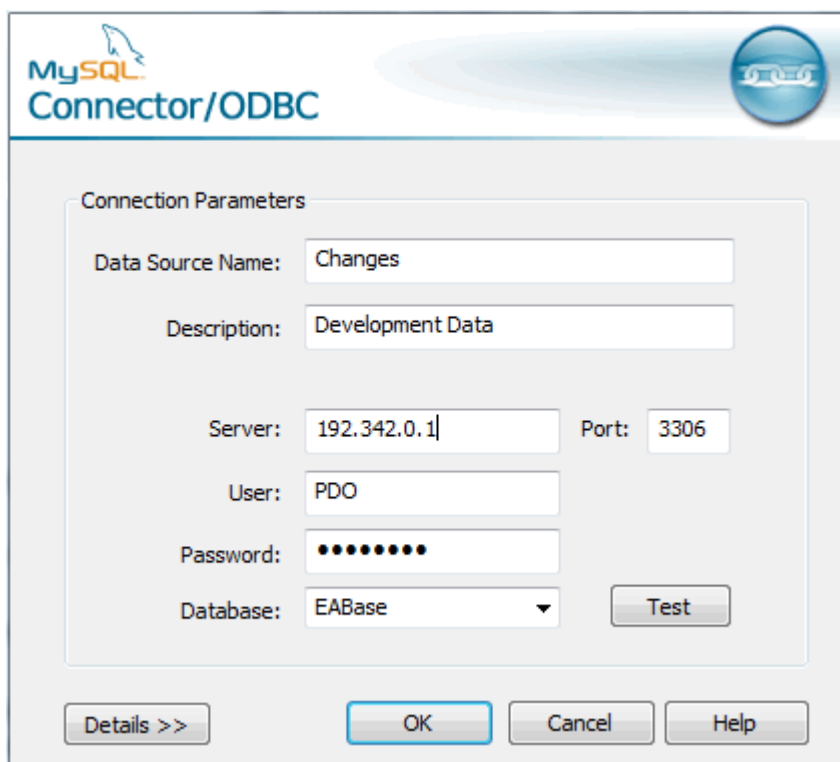 MySQL
Connector/ODBC
Connection Parameters
Data Source Name: Changes
Description: Development Data
Server: 192.342.0.1 Port: 3306
User: PDO
Password: ••••••••
Database: EABase Test
Details >> OK Cancel Help